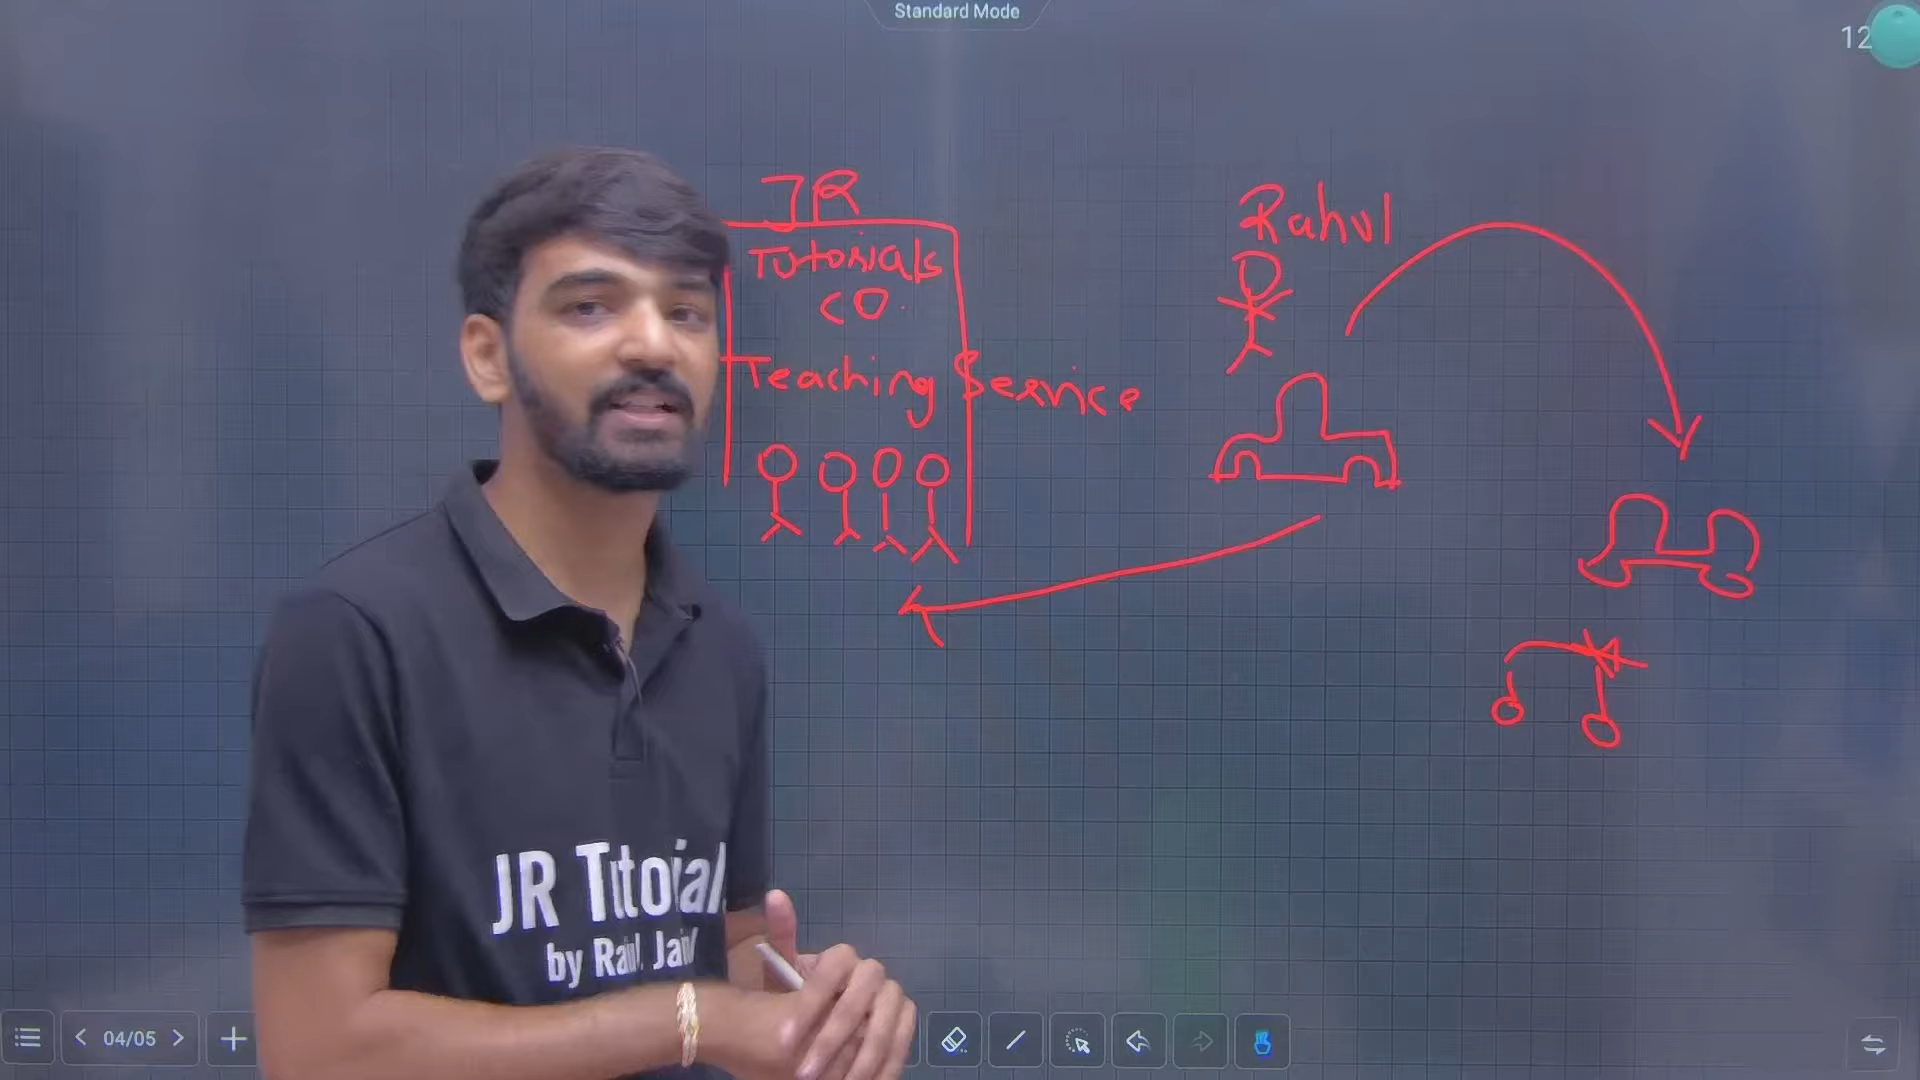 Standard Mode
12
JR
Tutorials
CO.
Teaching Service
Rahul
JR Tutorial
by Rahul Jain
04/05